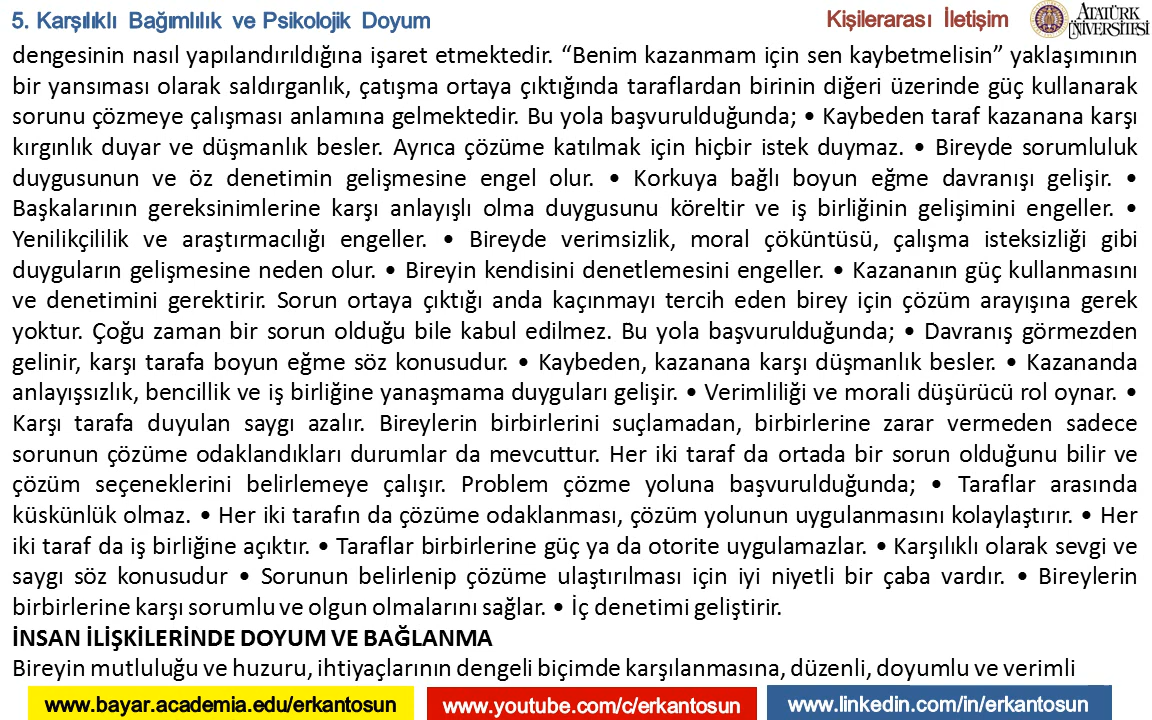 5. Karşılıklı Bağımlılık ve Psikolojik Doyum
Kişilerarası İletişim
ATATÜRK
ÜNİVERSİTESİ
dengesinin nasıl yapılandırıldığına işaret etmektedir. “Benim kazanmam için sen kaybetmelisin” yaklaşımının
bir yansıması olarak saldırganlık, çatışma ortaya çıktığında taraflardan birinin diğeri üzerinde güç kullanarak
sorunu çözmeye çalışması anlamına gelmektedir. Bu yola başvurulduğunda; • Kaybeden taraf kazanana karşı
kırgınlık duyar ve düşmanlık besler. Ayrıca çözüme katılmak için hiçbir istek duymaz. • Bireyde sorumluluk
duygusunun ve öz denetimin gelişmesine engel olur. • Korkuya bağlı boyun eğme davranışı gelişir. •
Başkalarının gereksinimlerine karşı anlayışlı olma duygusunu köreltir ve iş birliğinin gelişimini engeller. •
Yenilikçililik ve araştırmacılığı engeller. • Bireyde verimsizlik, moral çöküntüsü, çalışma isteksizliği gibi
duyguların gelişmesine neden olur. • Bireyin kendisini denetlemesini engeller. • Kazananın güç kullanmasını
ve denetimini gerektirir. Sorun ortaya çıktığı anda kaçınmayı tercih eden birey için çözüm arayışına gerek
yoktur. Çoğu zaman bir sorun olduğu bile kabul edilmez. Bu yola başvurulduğunda; • Davranış görmezden
gelinir, karşı tarafa boyun eğme söz konusudur. • Kaybeden, kazanana karşı düşmanlık besler. • Kazananda
anlayışsızlık, bencillik ve iş birliğine yanaşmama duyguları gelişir. • Verimliliği ve morali düşürücü rol oynar. •
Karşı tarafa duyulan saygı azalır. Bireylerin birbirlerini suçlamadan, birbirlerine zarar vermeden sadece
sorunun çözüme odaklandıkları durumlar da mevcuttur. Her iki taraf da ortada bir sorun olduğunu bilir ve
çözüm seçeneklerini belirlemeye çalışır. Problem çözme yoluna başvurulduğunda; • Taraflar arasında
küskünlük olmaz. • Her iki tarafın da çözüme odaklanması, çözüm yolunun uygulanmasını kolaylaştırır. • Her
iki taraf da iş birliğine açıktır. • Taraflar birbirlerine güç ya da otorite uygulamazlar. • Karşılıklı olarak sevgi ve
saygı söz konusudur • Sorunun belirlenip çözüme ulaştırılması için iyi niyetli bir çaba vardır. • Bireylerin
birbirlerine karşı sorumlu ve olgun olmalarını sağlar. • İç denetimi geliştirir.
İNSAN İLİŞKİLERİNDE DOYUM VE BAĞLANMA
Bireyin mutluluğu ve huzuru, ihtiyaçlarının dengeli biçimde karşılanmasına, düzenli, doyumlu ve verimli
www.bayar.academia.edu/erkantosun
www.youtube.com/c/erkantosun
www.linkedin.com/in/erkantosun